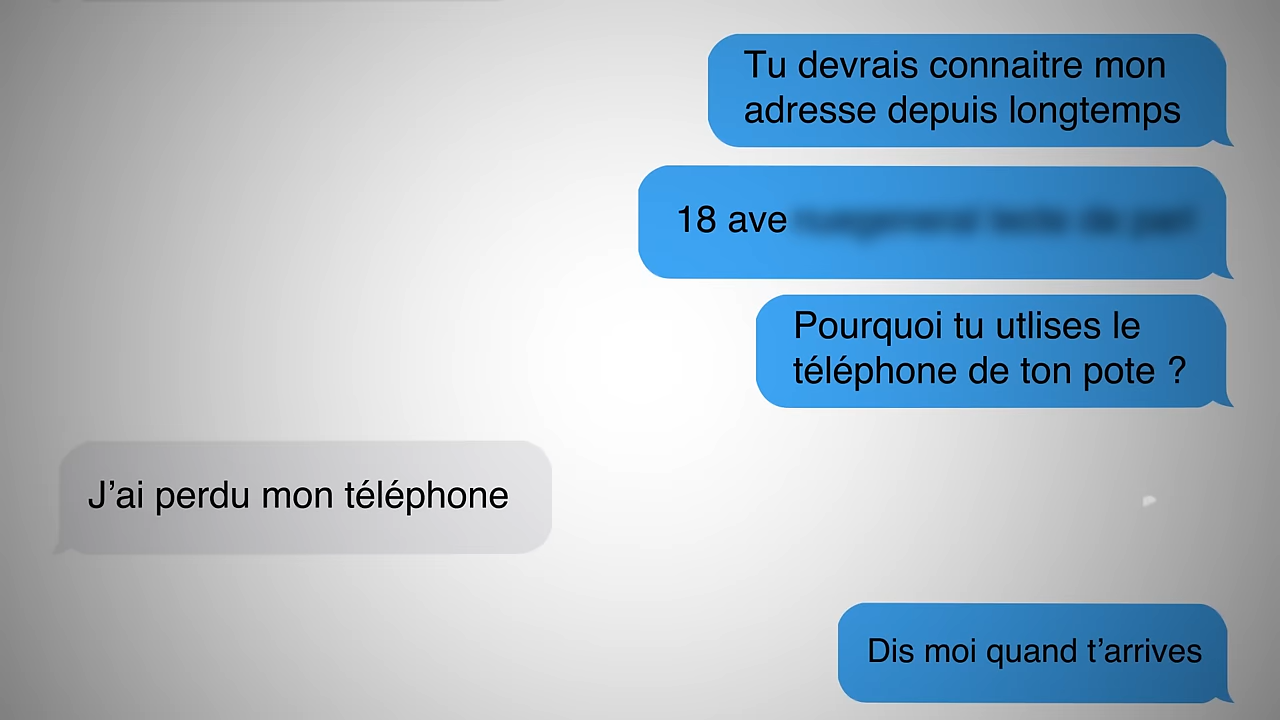 Tu devrais connaitre mon
adresse depuis longtemps
18 ave
Pourquoi tu utlises le
téléphone de ton pote ?
J’ai perdu mon téléphone
Dis moi quand t’arrives